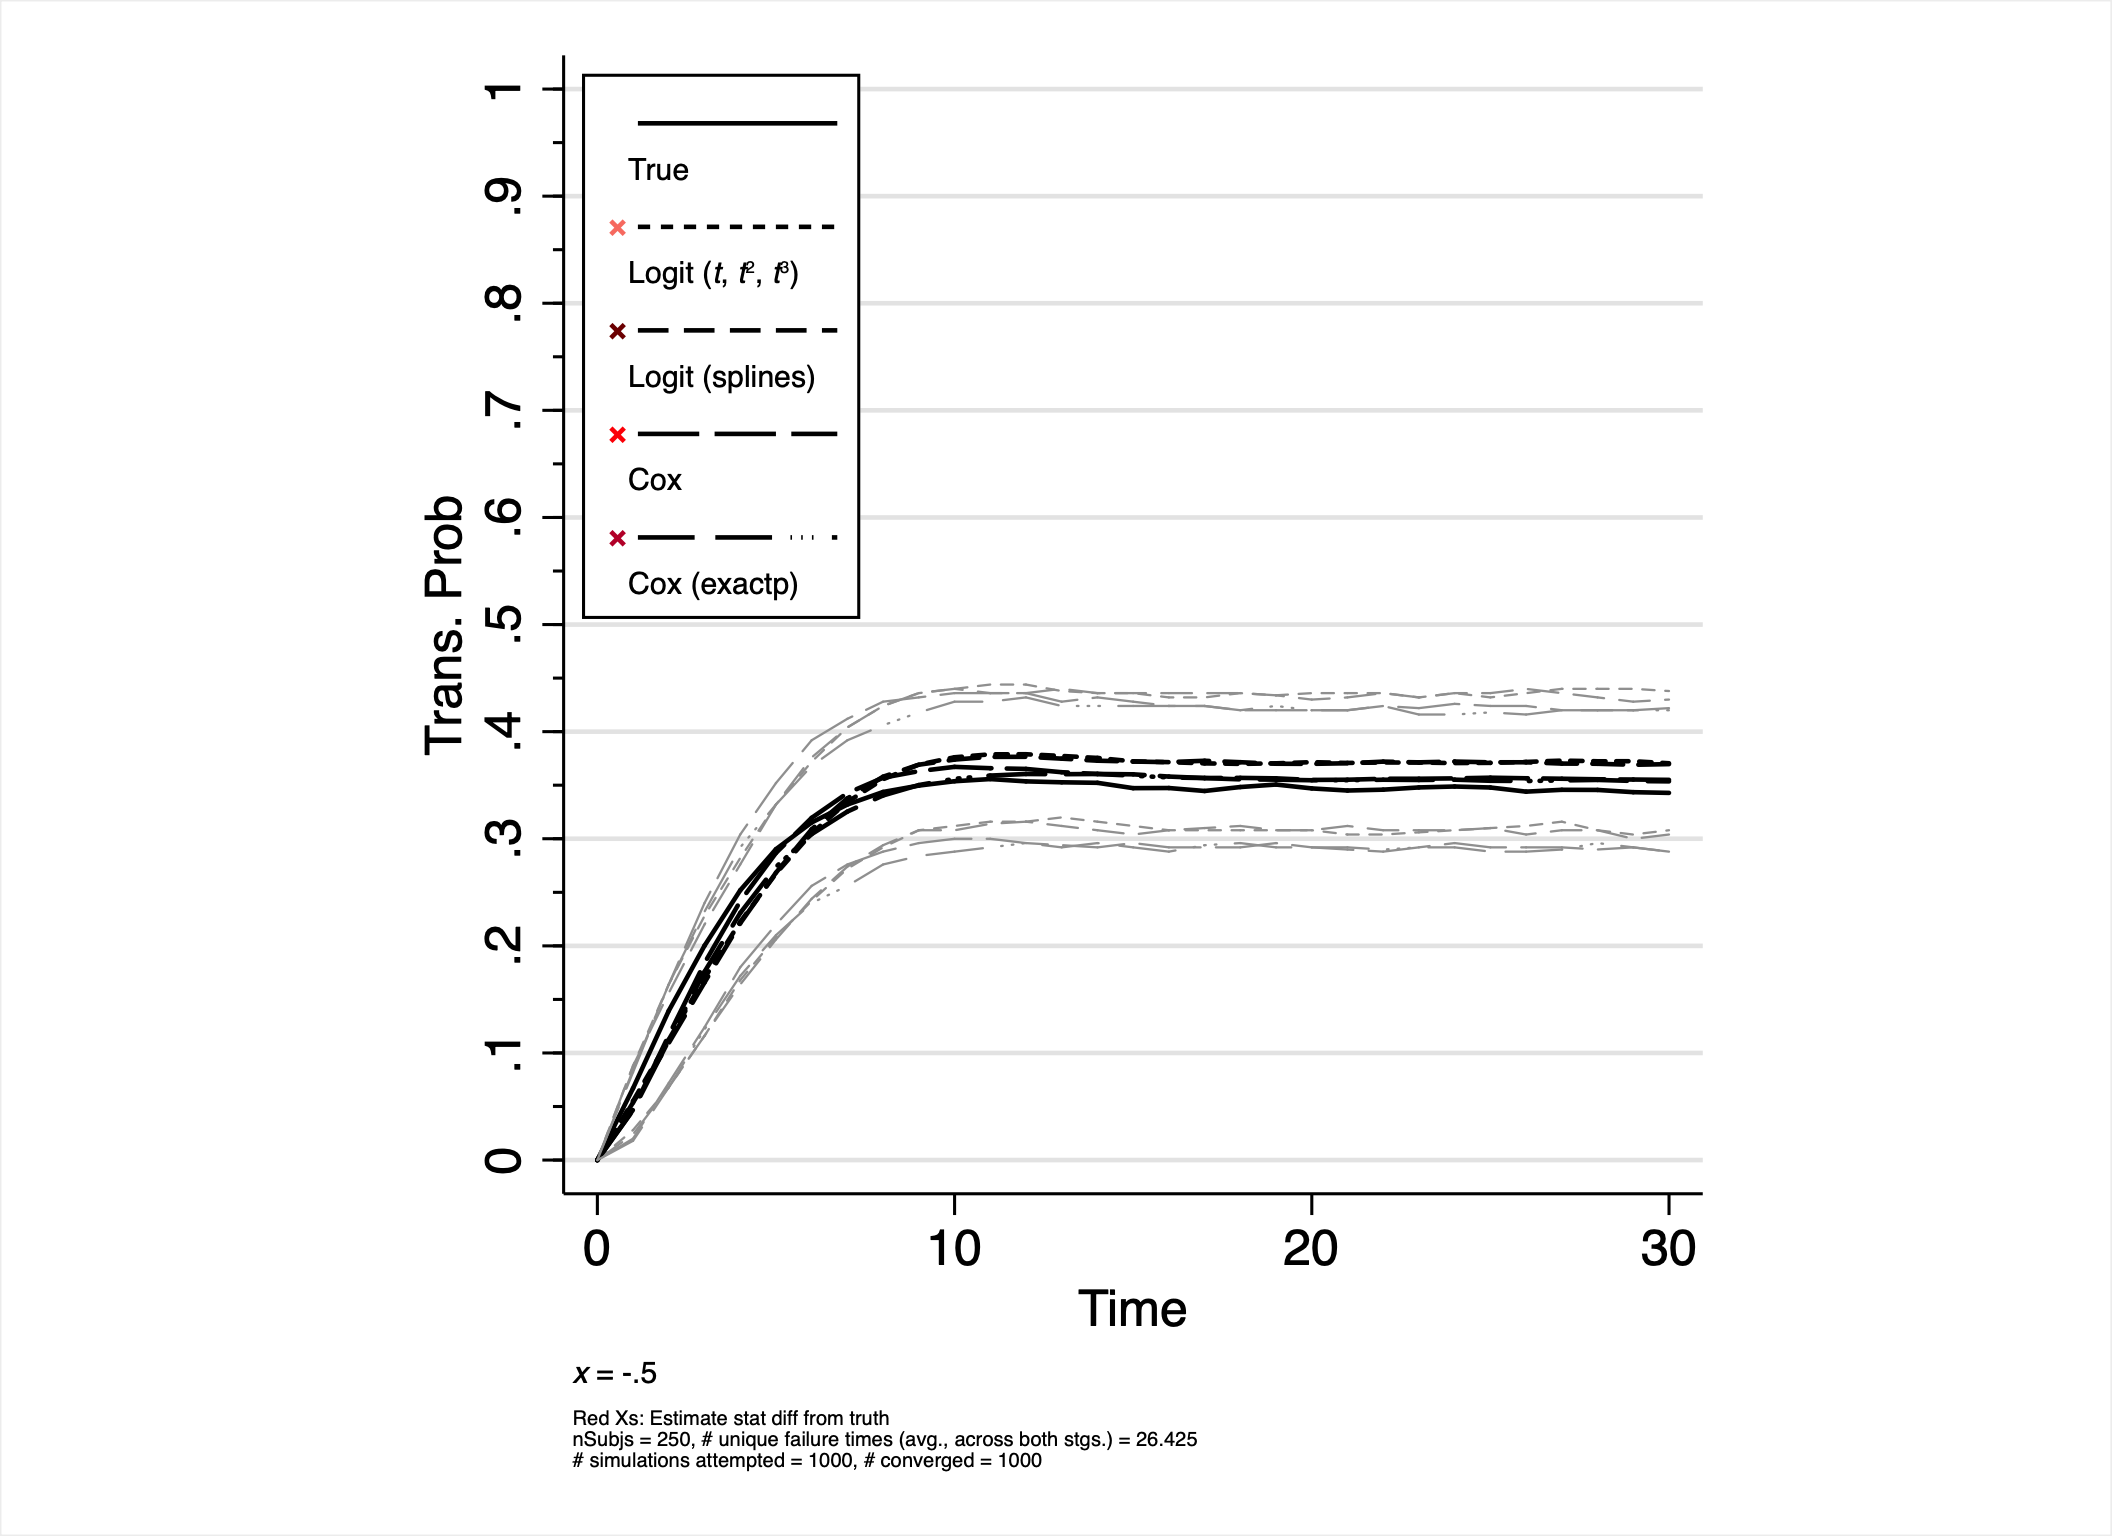 1
.9
.8
.7
.6
.5
.4
.3
.2
.1
0
Trans. Prob
True
Logit (t, t², t³)
Logit (splines)
Cox
Cox (exactp)
0 10 20 30
Time
x = -.5
Red Xs: Estimate stat diff from truth
nSubjs = 250, # unique failure times (avg., across both stgs.) = 26.425
# simulations attempted = 1000, # converged = 1000